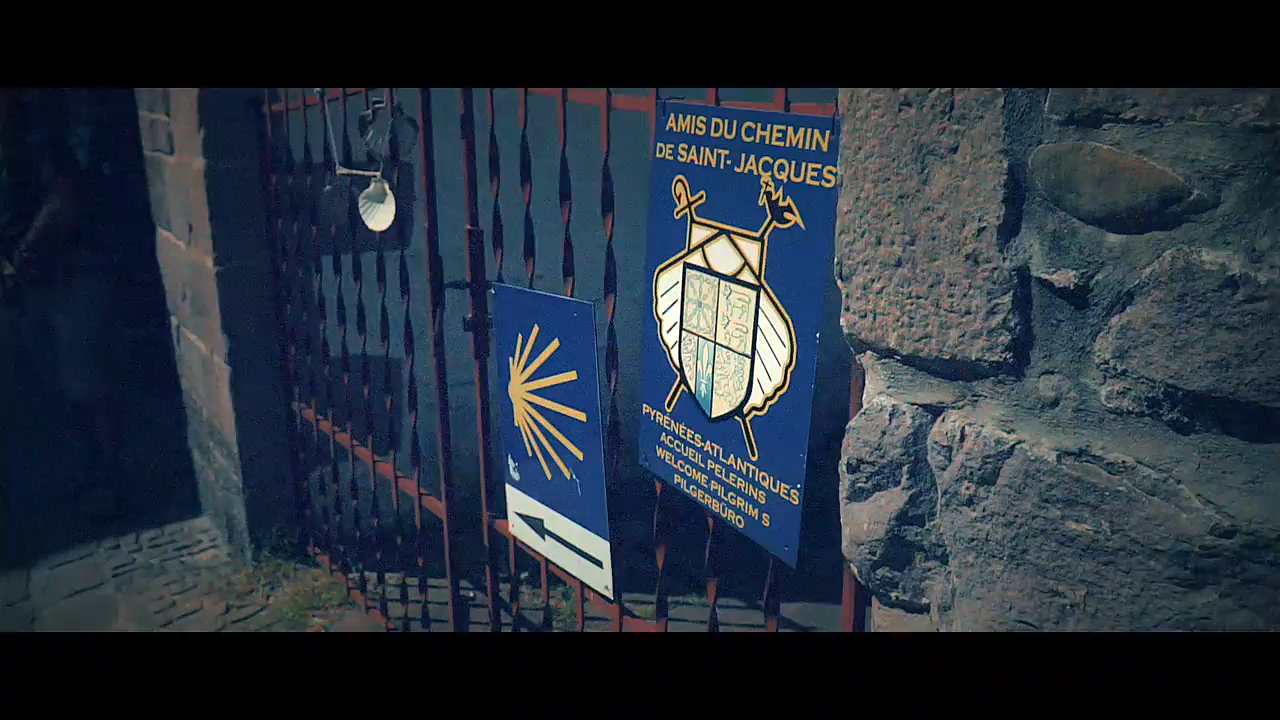 AMIS DU CHEMIN
DE SAINT-JACQUES
PYRÉNÉES-ATLANTIQUES
ACCUEIL PELERINS
WELCOME PILGRIM S
PILGERBÜRO